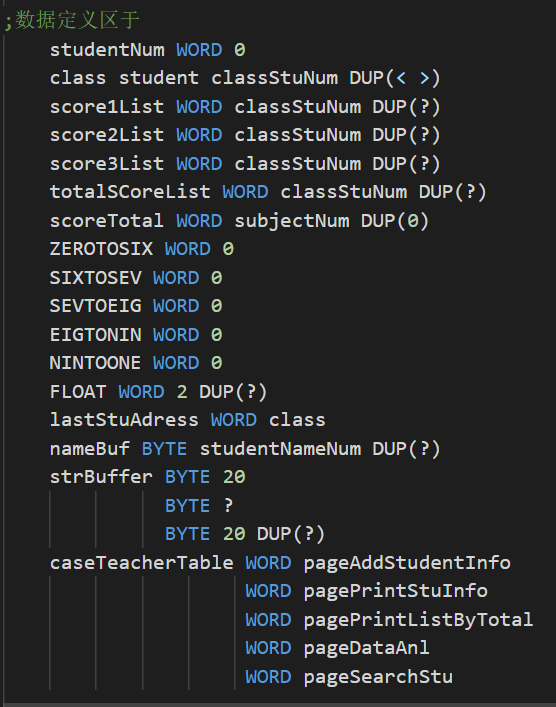 ;数据定义区于
studentNum WORD 0
class student classStuNum DUP(< >)
score1List WORD classStuNum DUP(?)
score2List WORD classStuNum DUP(?)
score3List WORD classStuNum DUP(?)
totalSCoreList WORD classStuNum DUP(?)
scoreTotal WORD subjectNum DUP(0)
ZEROTOSIX WORD 0
SIXTOSEV WORD 0
SEVTOEIG WORD 0
EIGTONIN WORD 0
NINTOONE WORD 0
FLOAT WORD 2 DUP(?)
lastStuAdress WORD class
nameBuf BYTE studentNameNum DUP(?)
strBuffer BYTE 20
BYTE ?
BYTE 20 DUP(?)
caseTeacherTable WORD pageAddStudentInfo
WORD pagePrintStuInfo
WORD pagePrintListByTotal
WORD pageDataAnl
WORD pageSearchStu